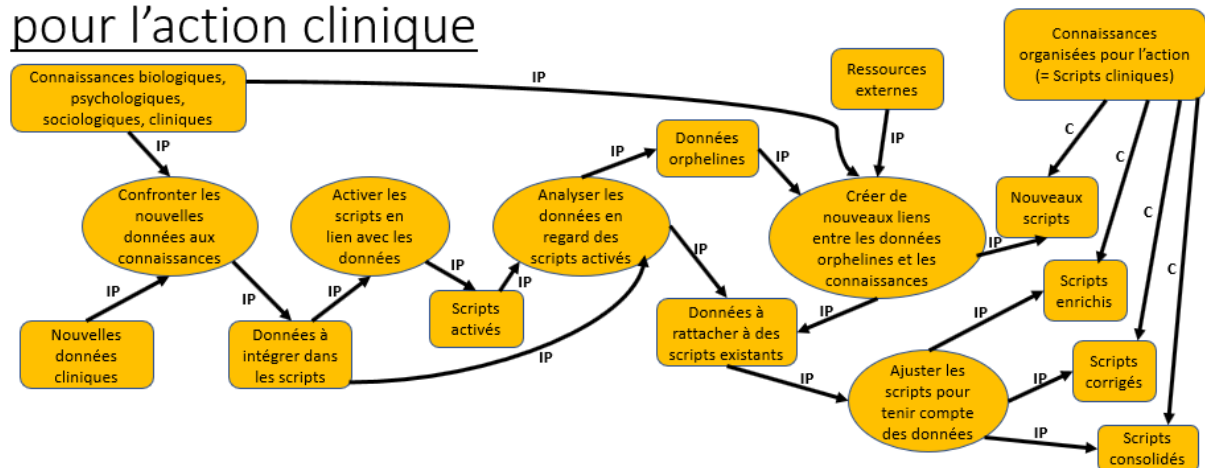 pour l'action clinique
Connaissances biologiques,
psychologiques,
sociologiques, cliniques
IP
Ressources
externes
Connaissances
organisées pour l'action
(= Scripts cliniques)
IP
IP
IP
Données
orphelines
IP
C
C
C
C
Confronter les
nouvelles
données aux
connaissances
Activer les
scripts en
lien avec les
données
Analyser les
données en
regard des
scripts activés
Créer de
nouveaux liens
entre les données
orphelines et les
connaissances
Nouveaux
scripts
IP
IP
IP
IP
IP
IP
IP
Scripts
activés
Scripts
enrichis
Nouvelles
données
cliniques
Données à
intégrer dans
les scripts
IP
Données à
rattacher à des
scripts existants
IP
IP
IP
Ajuster les
scripts pour
tenir compte
des données
IP
Scripts
corrigés
IP
Scripts
consolidés